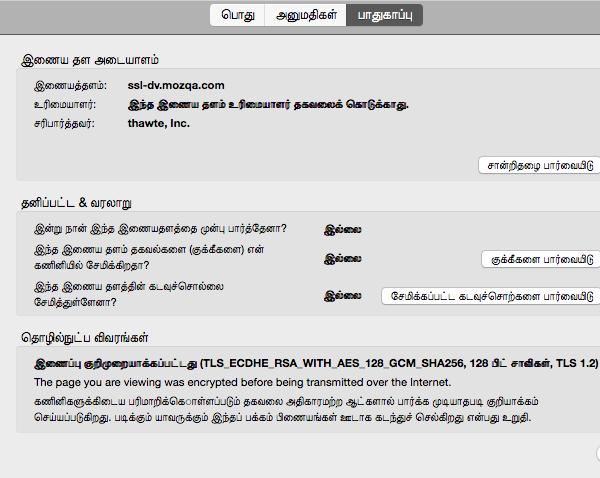 பொது அனுமதிகள் பாதுகாப்பு
இணைய தள அடையாளம்
இணையத்தளம்: ssl-dv.mozqa.com
உரிமையாளர்: இந்த இணைய தளம் உரிமையாளர் தகவலைக் கொடுக்காது.
சரிபார்த்தவர்: thawte, Inc.
சான்றிதழை பார்வையிடு
தனிப்பட்ட & வரலாறு
இன்று நான் இந்த இணையதளத்தை முன்பு பார்த்தேனா? இல்லை
இந்த இணைய தளம் தகவல்களை (குக்கீகளை) என் இல்லை குக்கீகளை பார்வையிடு
கணினியில் சேமிக்கிறதா?
இந்த இணைய தளத்தின் கடவுச்சொல்லை இல்லை சேமிக்கப்பட்ட கடவுச்சொற்களை பார்வையிடு
சேமித்துள்ளேனா?
தொழில்நுட்ப விவரங்கள்
இணைப்பு குறிமுறையாக்கப்பட்டது (TLS_ECDHE_RSA_WITH_AES_128_GCM_SHA256, 128 பிட் சாவிகள், TLS 1.2)
The page you are viewing was encrypted before being transmitted over the Internet.
கணினிகளுக்கிடைய பரிமாறிக்கொள்ளப்படும் தகவலை அதிகாரமற்ற ஆட்களால் பார்க்க முடியாதபடி குறியாக்கம்
செய்யப்படுகிறது. படிக்கும் யாவருக்கும் இந்தப் பக்கம் பிணையங்கள் ஊடாக கடந்துச் செல்கிறது என்பது உறுதி.